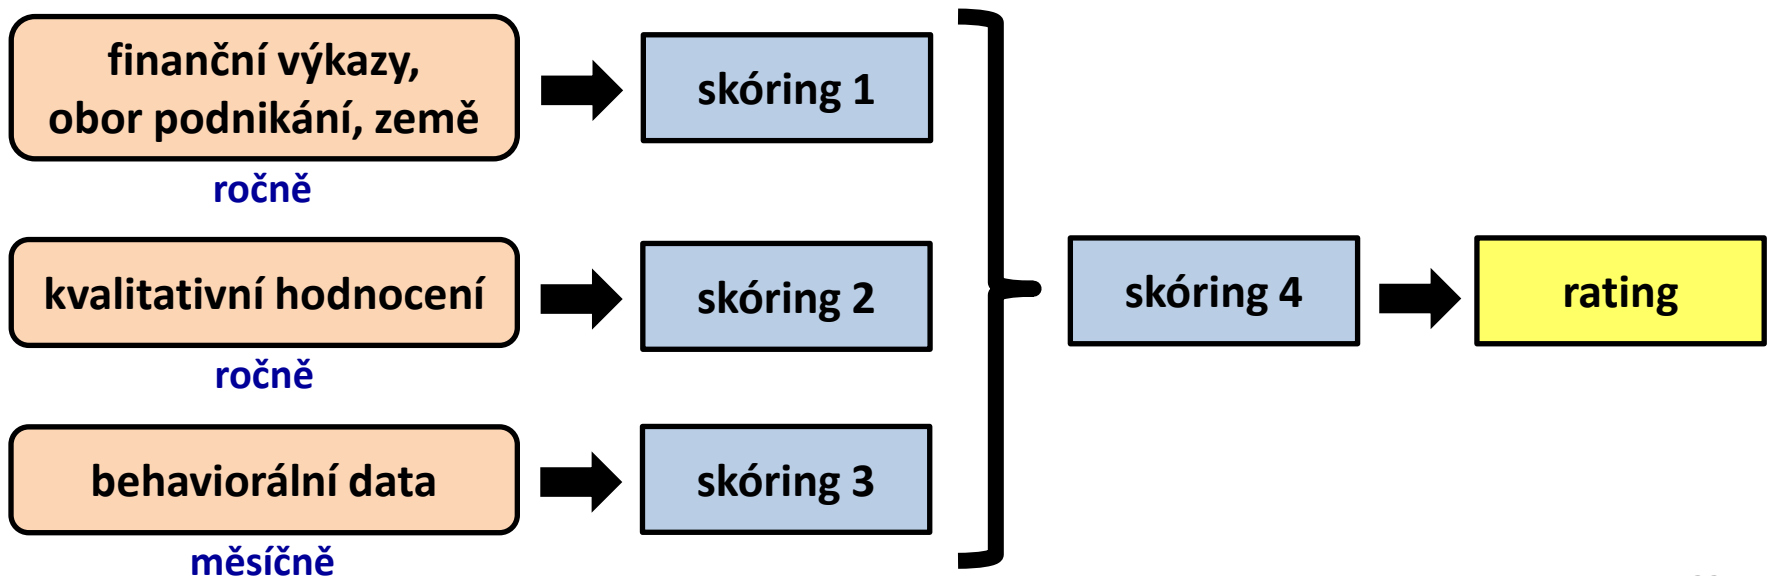 finanční výkazy,
obor podnikání, země
ročně
skóring 1
kvalitativní hodnocení
ročně
skóring 2
behaviorální data
měsíčně
skóring 3
skóring 4
rating